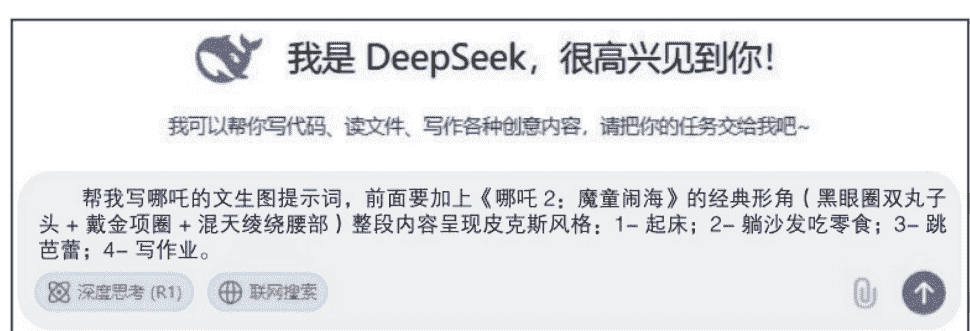 我是 DeepSeek，很高兴见到你！
我可以帮你写代码、读文件、写作各种创意内容，请把你的任务交给我吧~
帮我写哪吒的文生图提示词，前面要加上《哪吒 2：魔童闹海》的经典形角（黑眼圈双丸子
头 + 戴金项圈 + 混天绫绕腰部）整段内容呈现皮克斯风格：1- 起床；2- 躺沙发吃零食；3- 跳
芭蕾；4- 写作业。
深度思考 (R1) 联网搜索